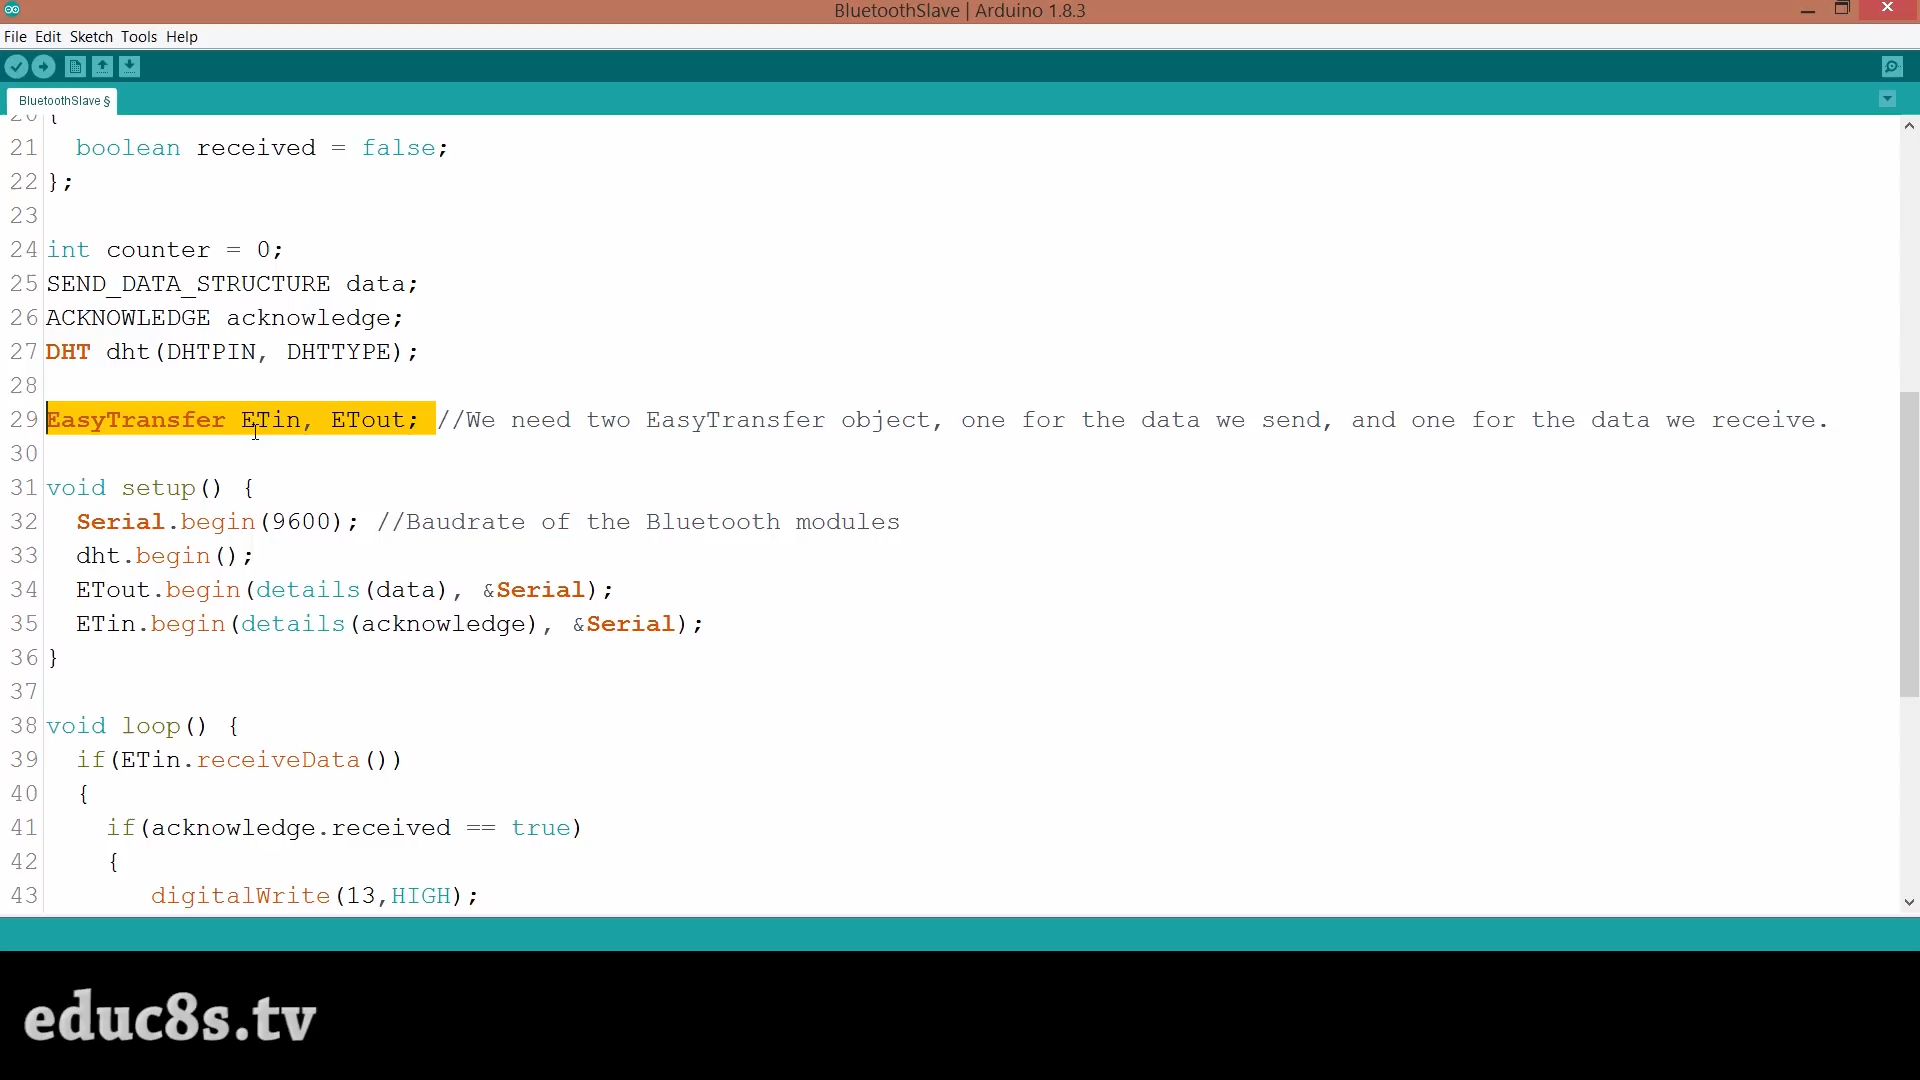 BluetoothSlave | Arduino 1.8.3
File Edit Sketch Tools Help
BluetoothSlave §
20 {
21 boolean received = false;
22 };
23
24 int counter = 0;
25 SEND_DATA_STRUCTURE data;
26 ACKNOWLEDGE acknowledge;
27 DHT dht(DHTPIN, DHTTYPE);
28
29 EasyTransfer ETin, ETout; //We need two EasyTransfer object, one for the data we send, and one for the data we receive.
30
31 void setup() {
32 Serial.begin(9600); //Baudrate of the Bluetooth modules
33 dht.begin();
34 ETout.begin(details(data), &Serial);
35 ETin.begin(details(acknowledge), &Serial);
36 }
37
38 void loop() {
39 if(ETin.receiveData())
40 {
41 if(acknowledge.received == true)
42 {
43 digitalWrite(13,HIGH);
educ8s.tv